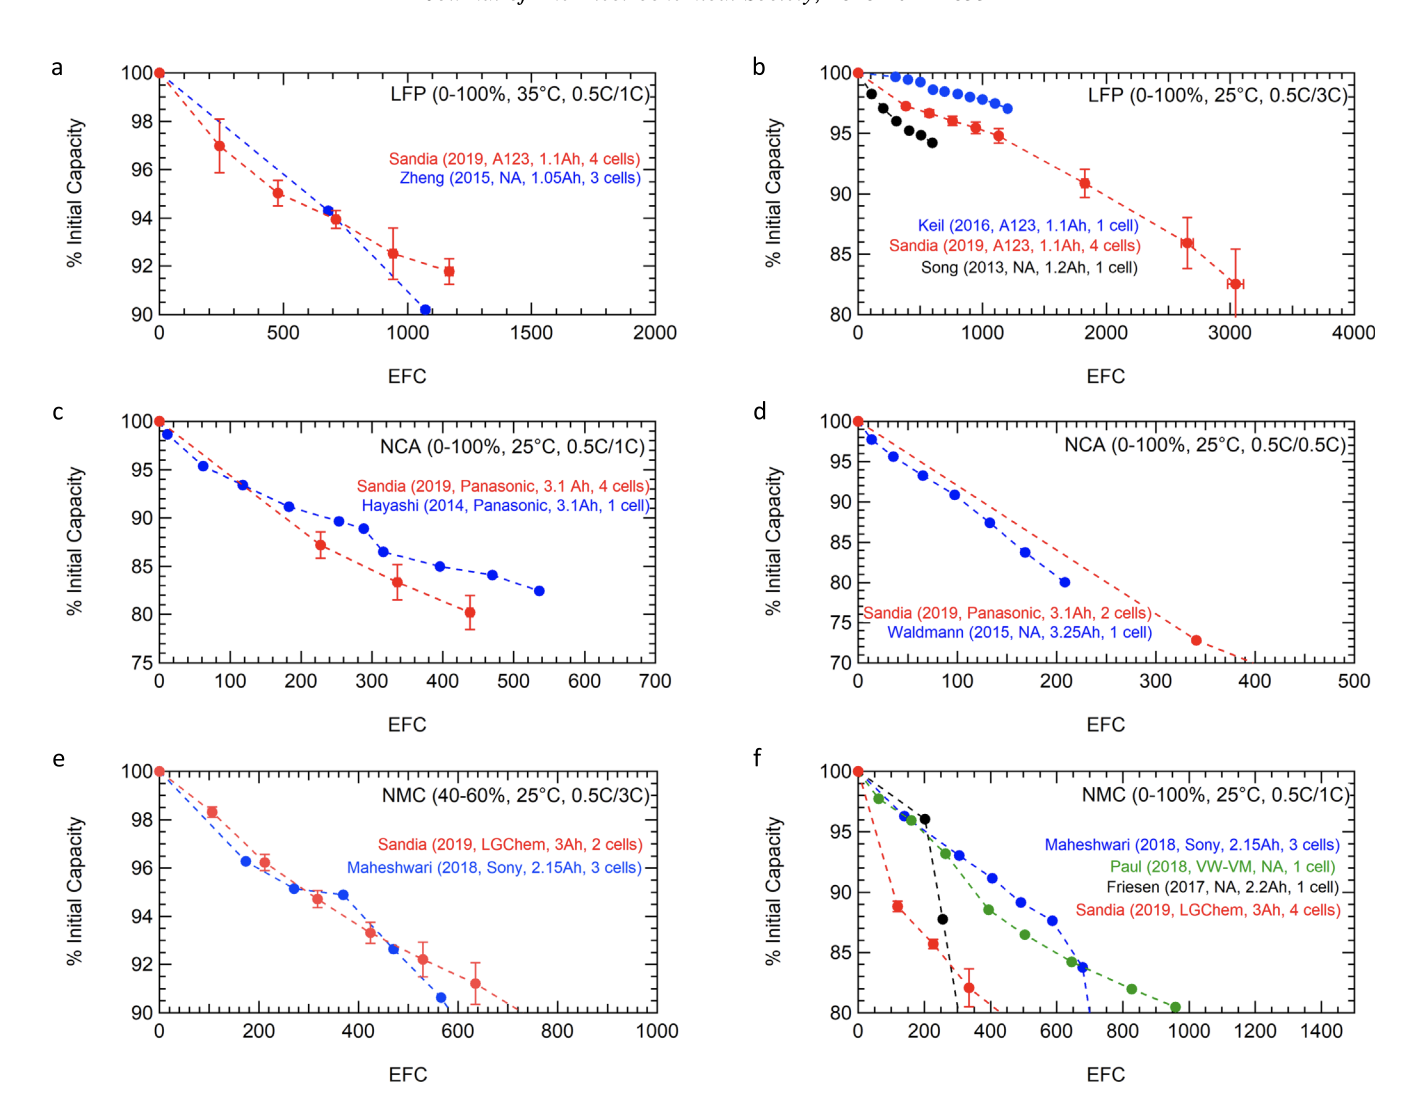 a
100
98
96
94
92
90
% Initial Capacity
LFP (0-100%, 35°C, 0.5C/1C)
Sandia (2019, A123, 1.1Ah, 4 cells)
Zheng (2015, NA, 1.05Ah, 3 cells)
0 500 1000 1500 2000
EFC
b
100
95
90
85
80
% Initial Capacity
LFP (0-100%, 25°C, 0.5C/3C)
Keil (2016, A123, 1.1Ah, 1 cell)
Sandia (2019, A123, 1.1Ah, 4 cells)
Song (2013, NA, 1.2Ah, 1 cell)
0 1000 2000 3000 4000
EFC
c
100
95
90
85
80
75
% Initial Capacity
NCA (0-100%, 25°C, 0.5C/1C)
Sandia (2019, Panasonic, 3.1 Ah, 4 cells)
Hayashi (2014, Panasonic, 3.1Ah, 1 cell)
0 100 200 300 400 500 600 700
EFC
d
100
95
90
85
80
75
70
% Initial Capacity
NCA (0-100%, 25°C, 0.5C/0.5C)
Sandia (2019, Panasonic, 3.1Ah, 2 cells)
Waldmann (2015, NA, 3.25Ah, 1 cell)
0 100 200 300 400 500
EFC
e
100
98
96
94
92
90
% Initial Capacity
NMC (40-60%, 25°C, 0.5C/3C)
Sandia (2019, LGChem, 3Ah, 2 cells)
Maheshwari (2018, Sony, 2.15Ah, 3 cells)
0 200 400 600 800 1000
EFC
f
100
95
90
85
80
% Initial Capacity
NMC (0-100%, 25°C, 0.5C/1C)
Maheshwari (2018, Sony, 2.15Ah, 3 cells)
Paul (2018, VW-VM, NA, 1 cell)
Friesen (2017, NA, 2.2Ah, 1 cell)
Sandia (2019, LGChem, 3Ah, 4 cells)
0 200 400 600 800 1000 1200 1400
EFC